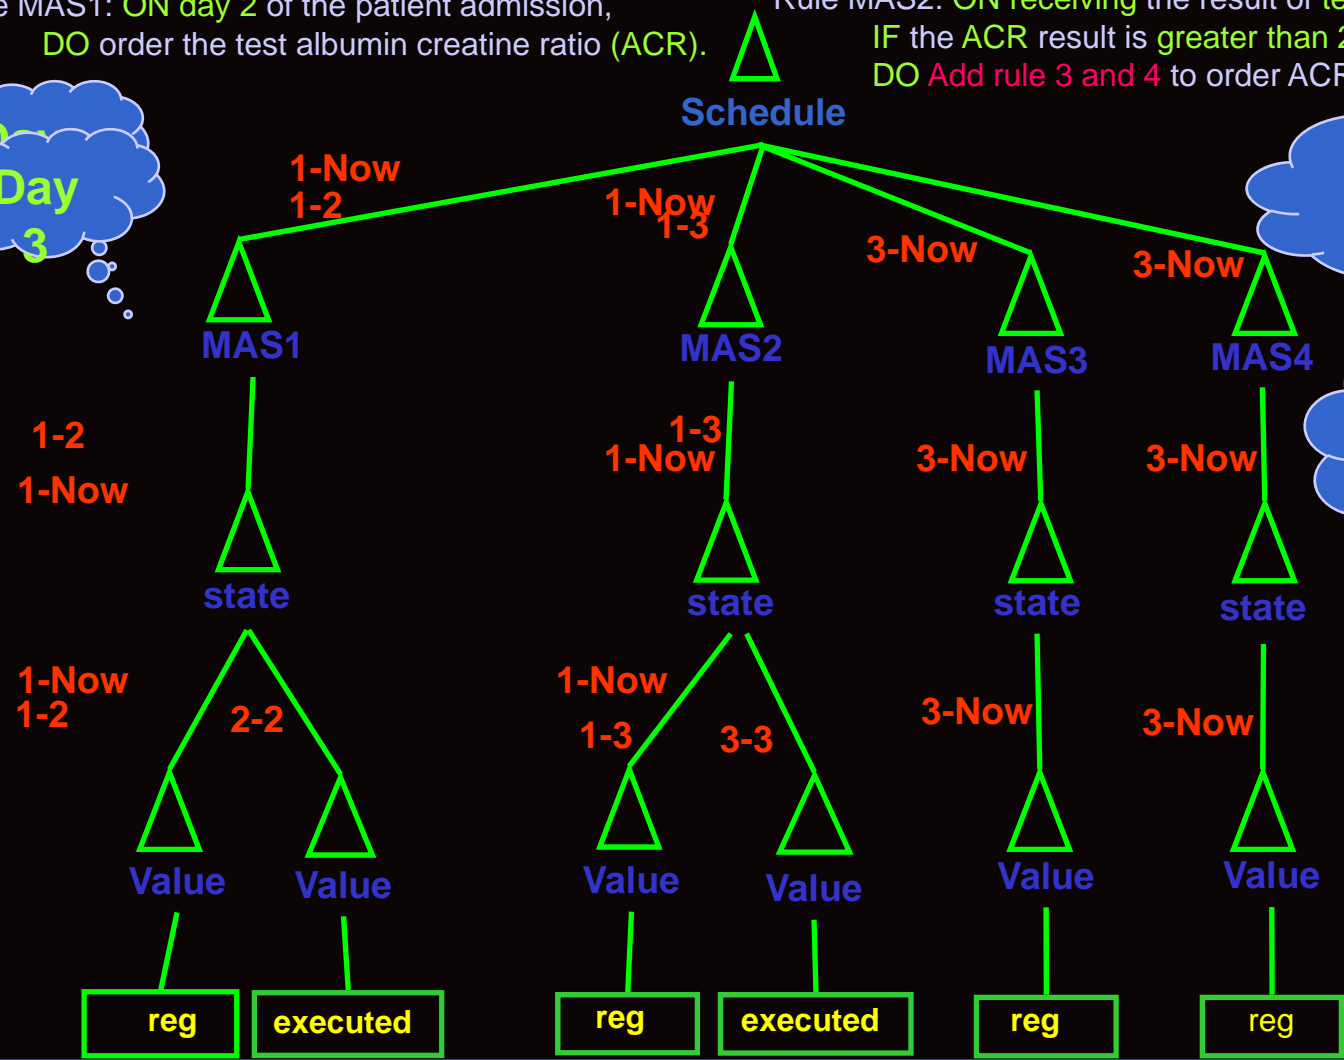 MAS1: ON day 2 of the patient admission,
DO order the test albumin creatine ratio (ACR).
Rule MAS2: ON receiving the result of
IF the ACR result is greater than
DO Add rule 3 and 4 to order ACR
Day
3
Schedule
1-Now
1-2
1-Now
1-3
3-Now
3-Now
MAS1
MAS2
MAS3
MAS4
1-2
1-Now
1-3
1-Now
3-Now
3-Now
state
state
state
state
1-Now
1-2
2-2
1-Now
1-3
3-3
3-Now
3-Now
Value
Value
Value
Value
Value
Value
reg
executed
reg
executed
reg
reg